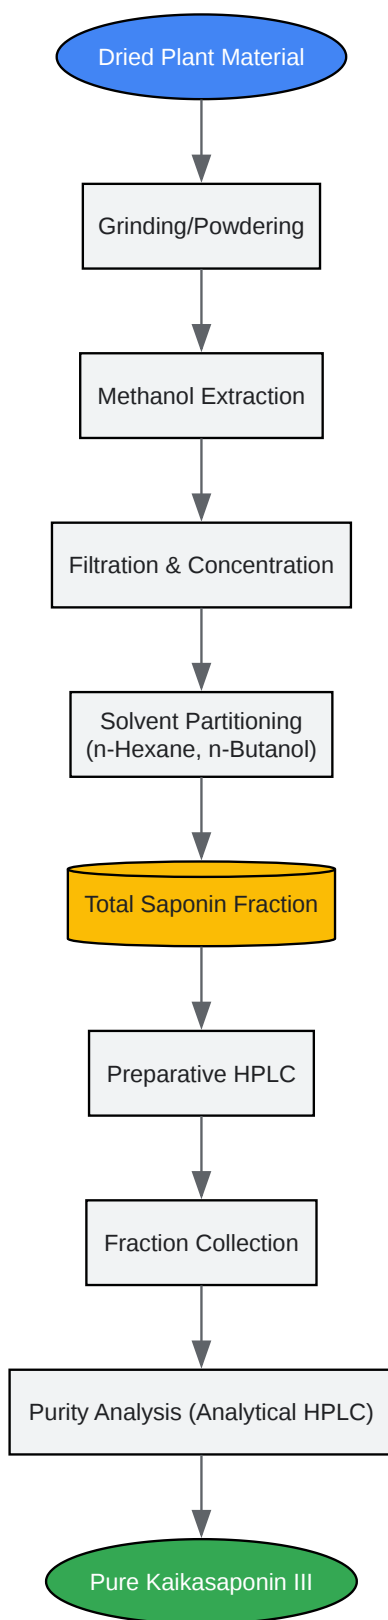 Dried Plant Material
Grinding/Powdering
Methanol Extraction
Filtration & Concentration
Solvent Partitioning
(n-Hexane, n-Butanol)
Total Saponin Fraction
Preparative HPLC
Fraction Collection
Purity Analysis (Analytical HPLC)
Pure Kaikasaponin III